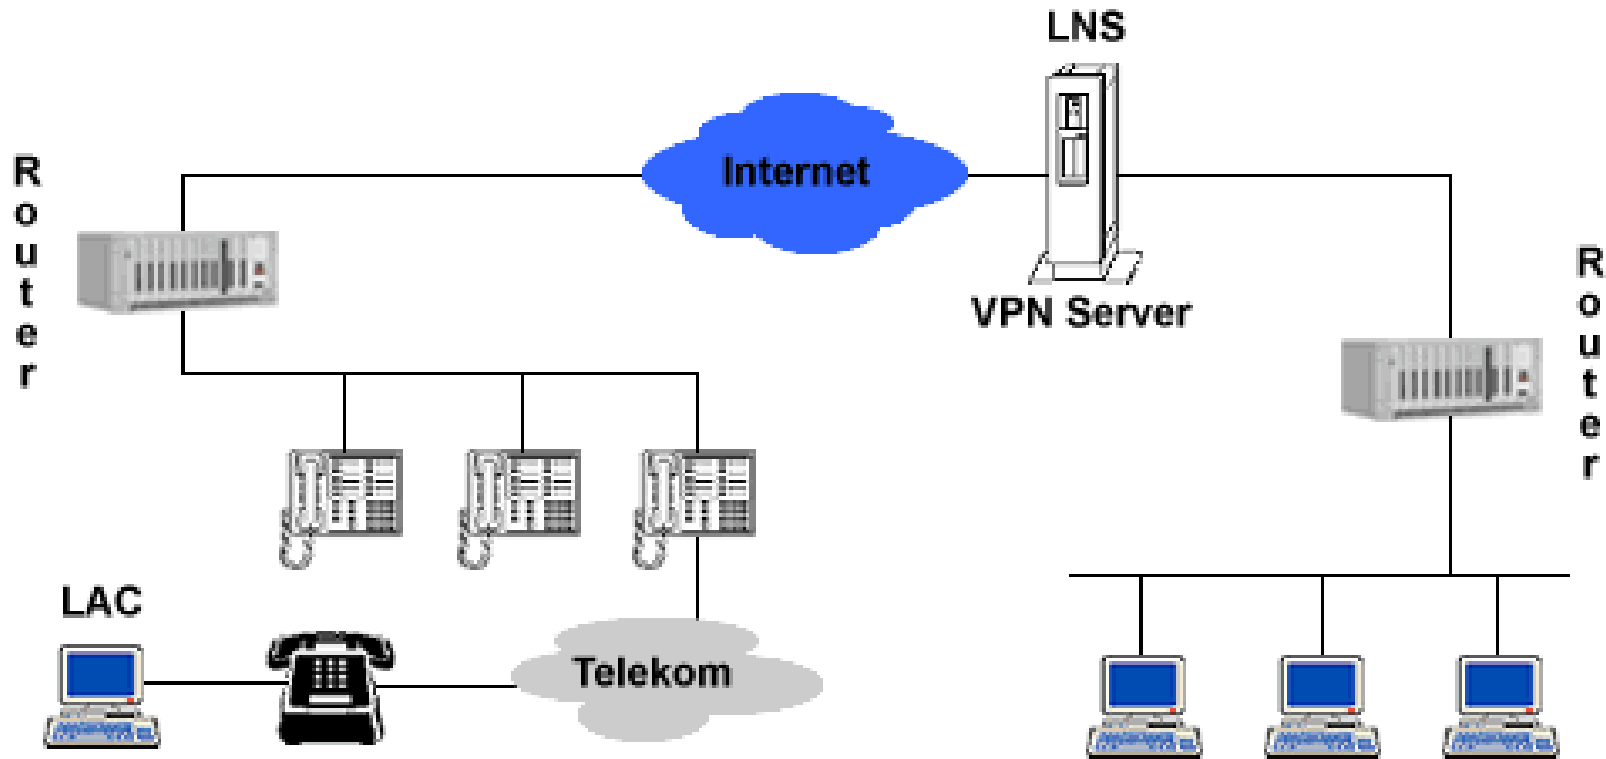 LNS
Internet
Router
VPN Server
Router
LAC
Telekom